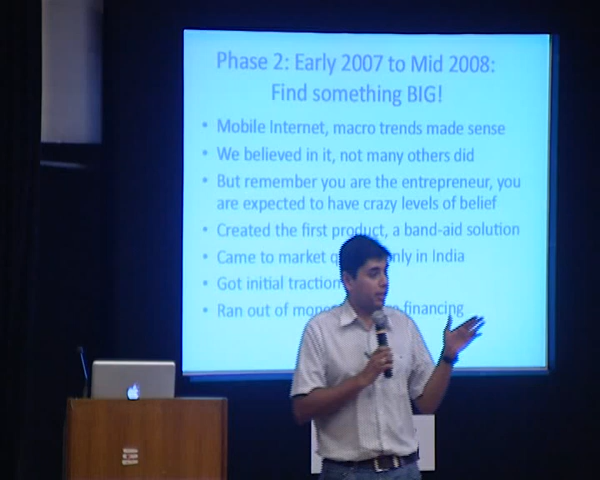 Phase 2: Early 2007 to Mid 2008:
Find something BIG!
• Mobile Internet, macro trends made sense
• We believed in it, not many others did
• But remember you are the entrepreneur, you
are expected to have crazy levels of belief
• Created the first product, a band-aid solution
• Came to market only in India
• Got initial traction
• Ran out of financing